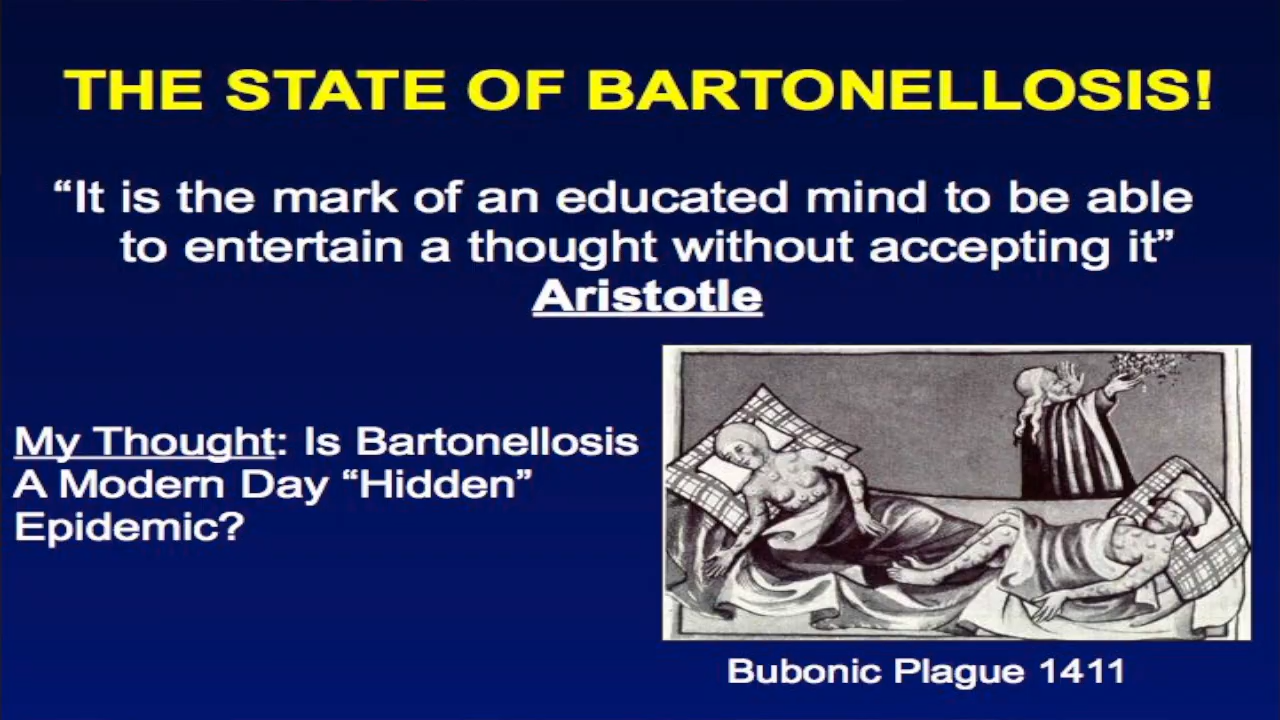 THE STATE OF BARTONELLOSIS!
“It is the mark of an educated mind to be able
to entertain a thought without accepting it”
Aristotle
My Thought: Is Bartonellosis
A Modern Day “Hidden”
Epidemic?
Bubonic Plague 1411